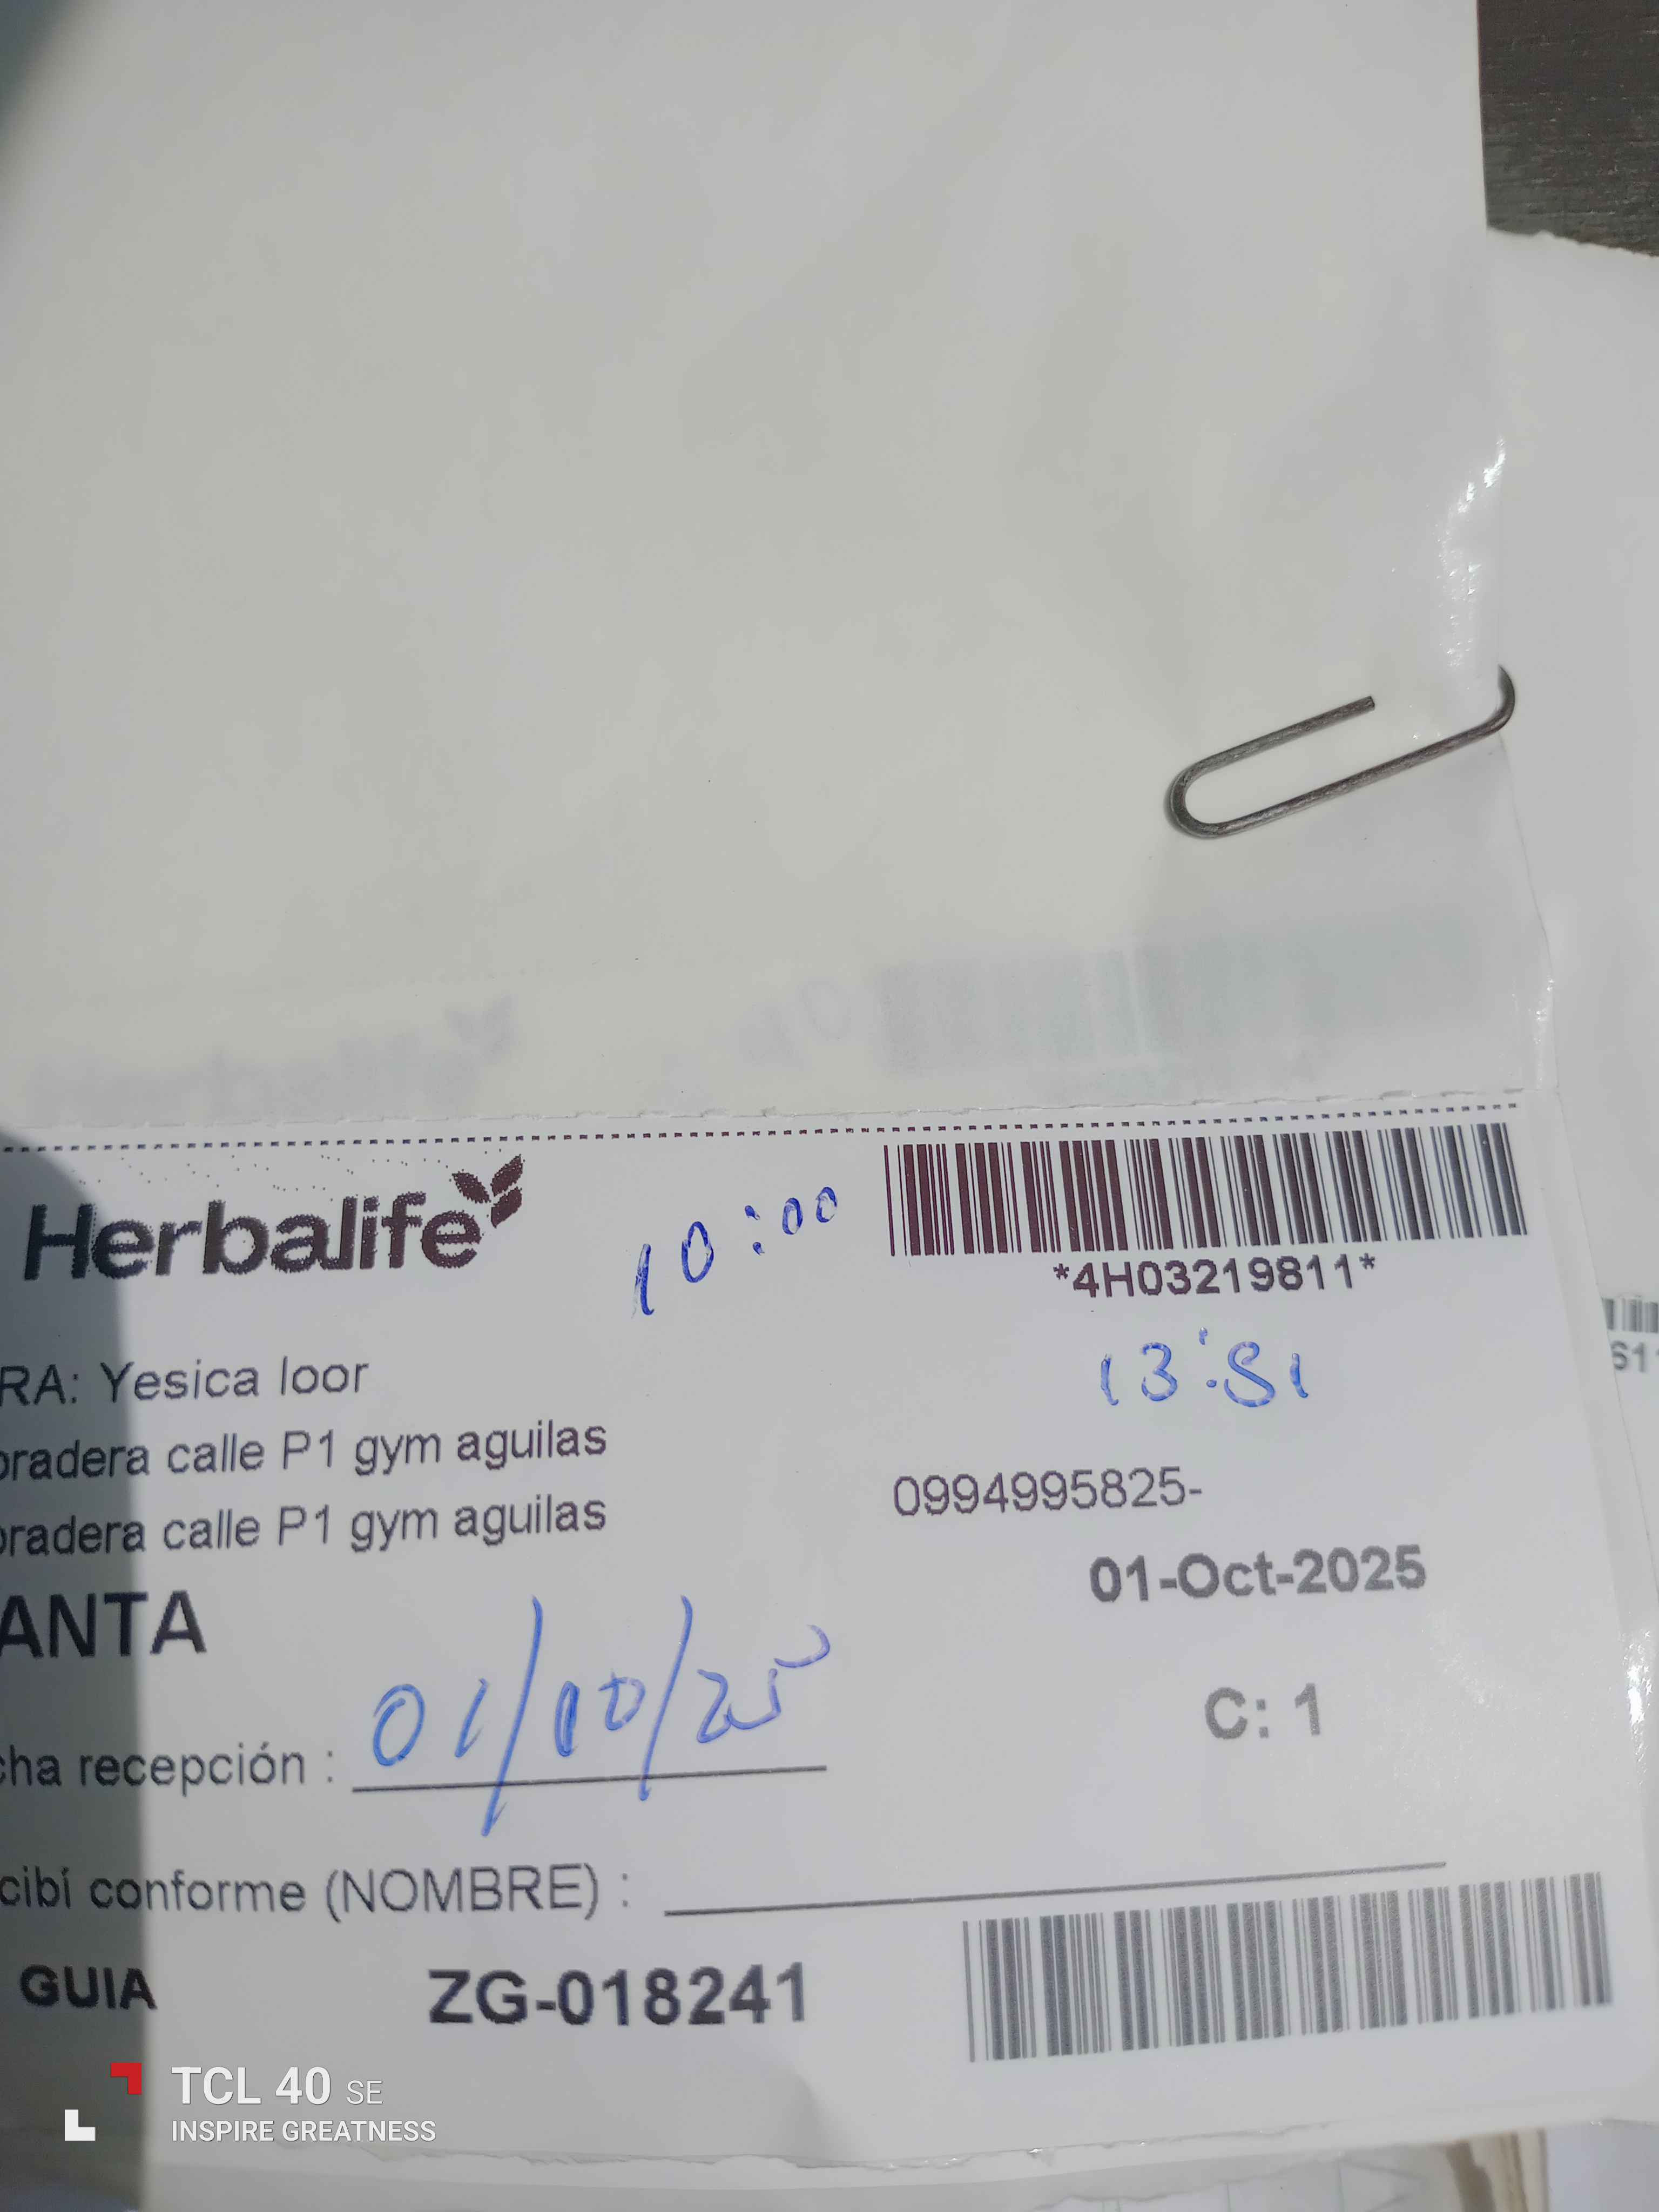 Herbalife
10:00
*4H03219811*
RA: Yesica loor
13:51
oradera calle P1 gym aguilas
0994995825-
oradera calle P1 gym aguilas
01-Oct-2025
ANTA
01/10/25
C: 1
cha recepción :
cibí conforme (NOMBRE) :
GUIA ZG-018241
TCL 40 SE
INSPIRE GREATNESS